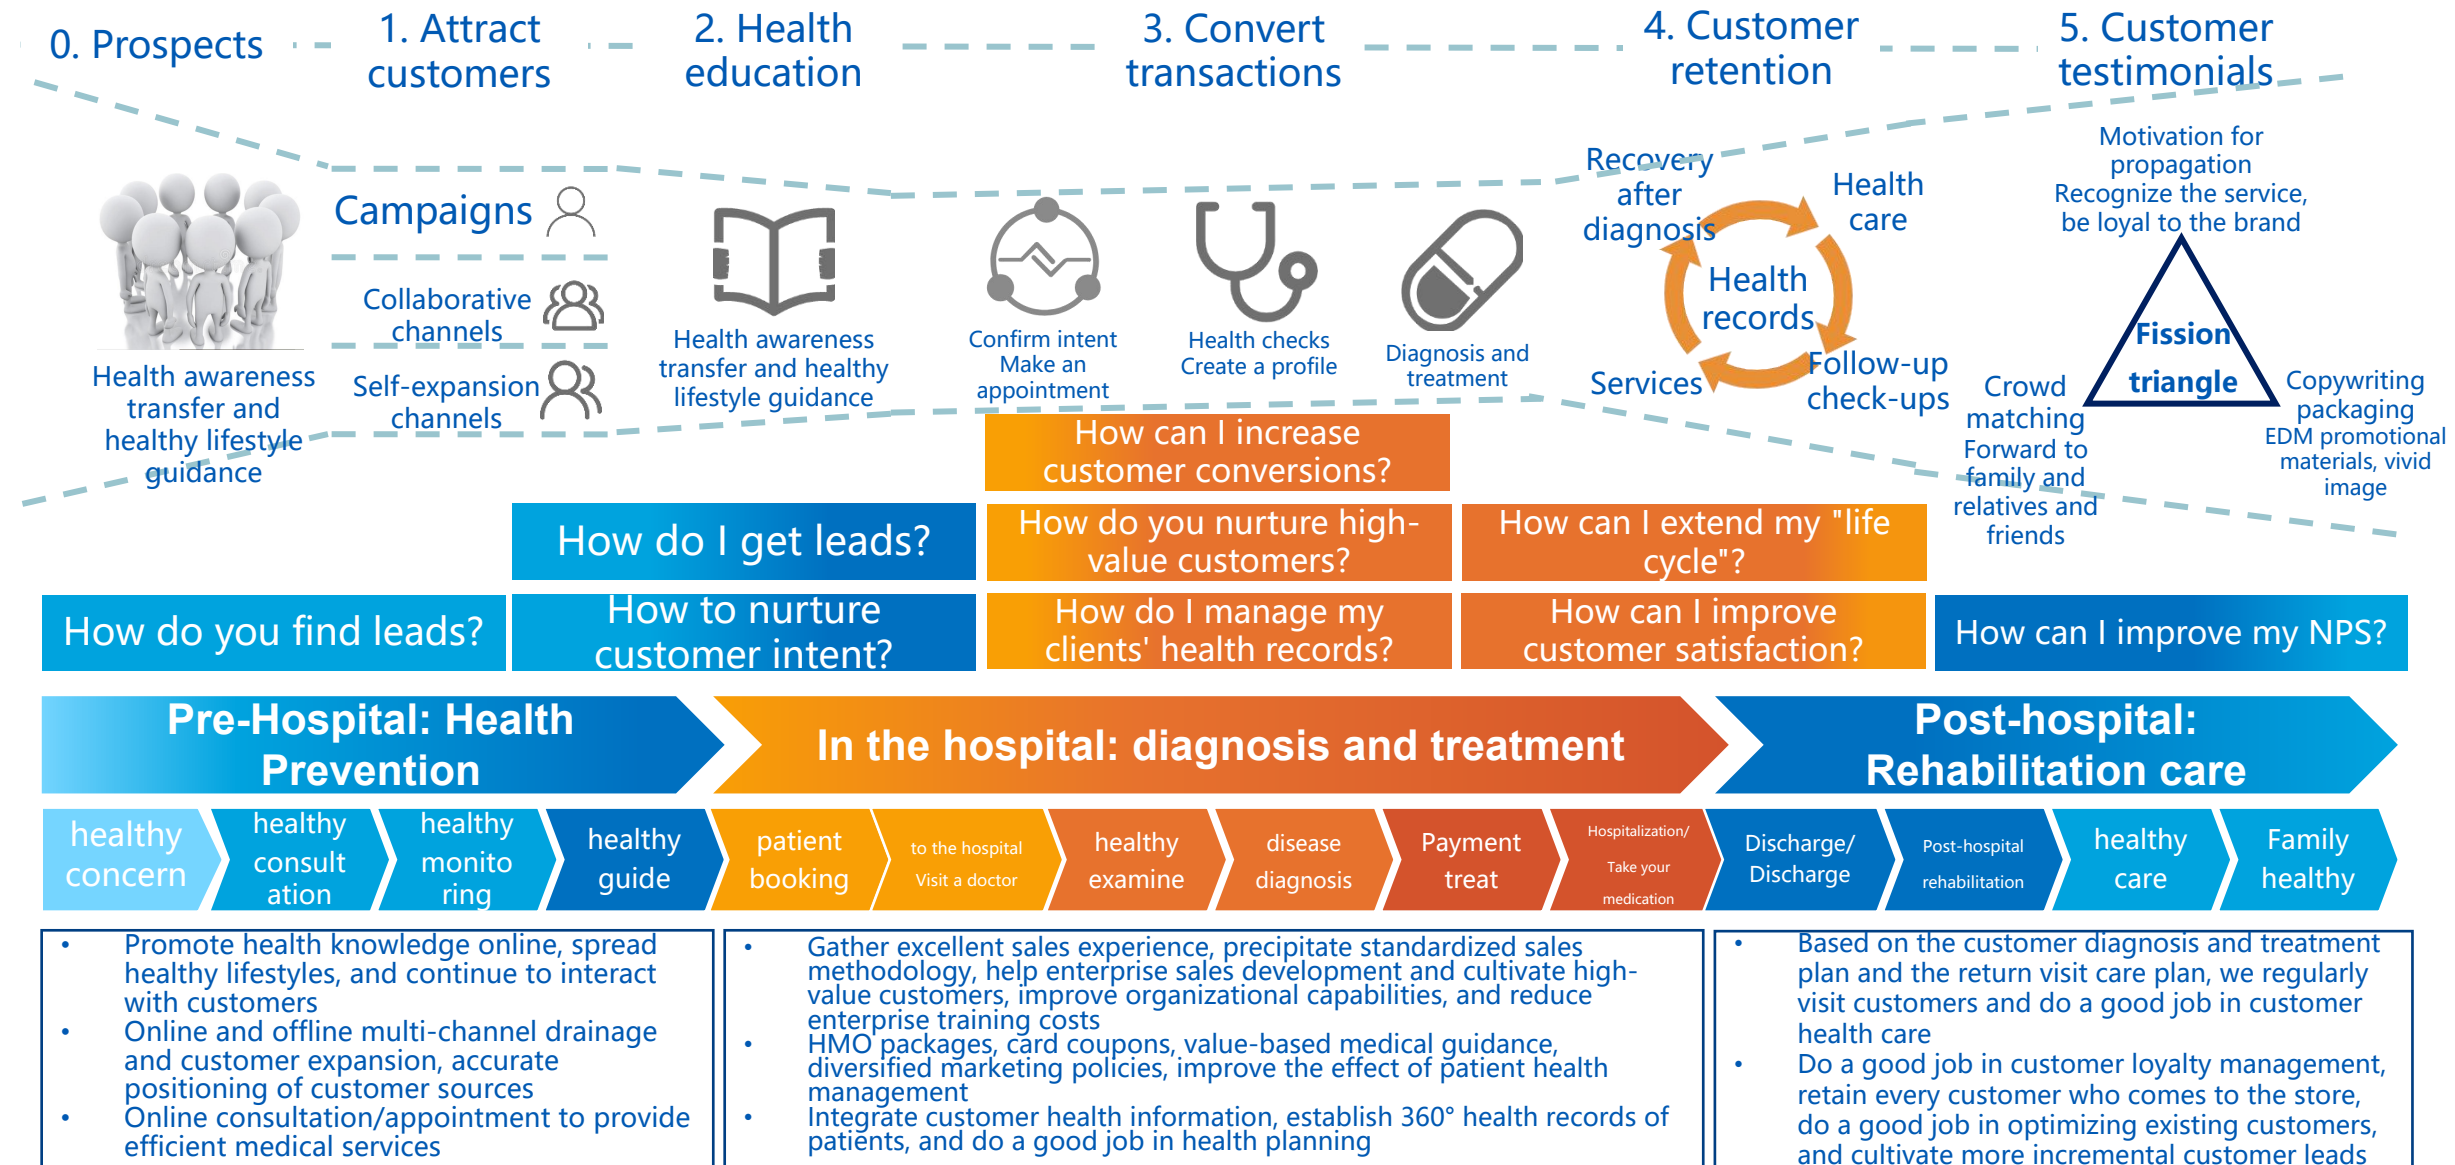 0. Prospects
1. Attract
customers
2. Health
education
3. Convert
transactions
4. Customer
retention
5. Customer
testimonials
Health awareness
transfer and
healthy lifestyle
guidance
Campaigns
Collaborative
channels
Self-expansion
channels
Health awareness
transfer and healthy
lifestyle guidance
Confirm intent
Make an
appointment
Health checks
Create a profile
Diagnosis and
treatment
Recovery
after
diagnosis
Health
care
Health
records
Services
Follow-up
check-ups
Motivation for
propagation
Recognize the service,
be loyal to the brand
Fission
triangle
Crowd
matching
Forward to
family and
relatives and
friends
Copywriting
packaging
EDM promotional
materials, vivid
image
How can I increase
customer conversions?
How do I get leads?
How do you nurture high-
value customers?
How can I extend my "life
cycle"?
How do you find leads?
How to nurture
customer intent?
How do I manage my
clients' health records?
How can I improve
customer satisfaction?
How can I improve my NPS?
Pre-Hospital: Health
Prevention
In the hospital: diagnosis and treatment
Post-hospital:
Rehabilitation care
healthy
concern
healthy
consult
ation
healthy
monito
ring
healthy
guide
patient
booking
to the hospital
Visit a doctor
healthy
examine
disease
diagnosis
Payment
treat
Hospitalization/
Take your
medication
Discharge/
Discharge
Post-hospital
rehabilitation
healthy
care
Family
healthy
• Promote health knowledge online, spread
healthy lifestyles, and continue to interact
with customers
• Online and offline multi-channel drainage
and customer expansion, accurate
positioning of customer sources
• Online consultation/appointment to provide
efficient medical services
• Gather excellent sales experience, precipitate standardized sales
methodology, help enterprise sales development and cultivate high-
value customers, improve organizational capabilities, and reduce
enterprise training costs
• HMO packages, card coupons, value-based medical guidance,
diversified marketing policies, improve the effect of patient health
management
• Integrate customer health information, establish 360° health records of
patients, and do a good job in health planning
• Based on the customer diagnosis and treatment
plan and the return visit care plan, we regularly
visit customers and do a good job in customer
health care
• Do a good job in customer loyalty management,
retain every customer who comes to the store,
do a good job in optimizing existing customers,
and cultivate more incremental customer leads